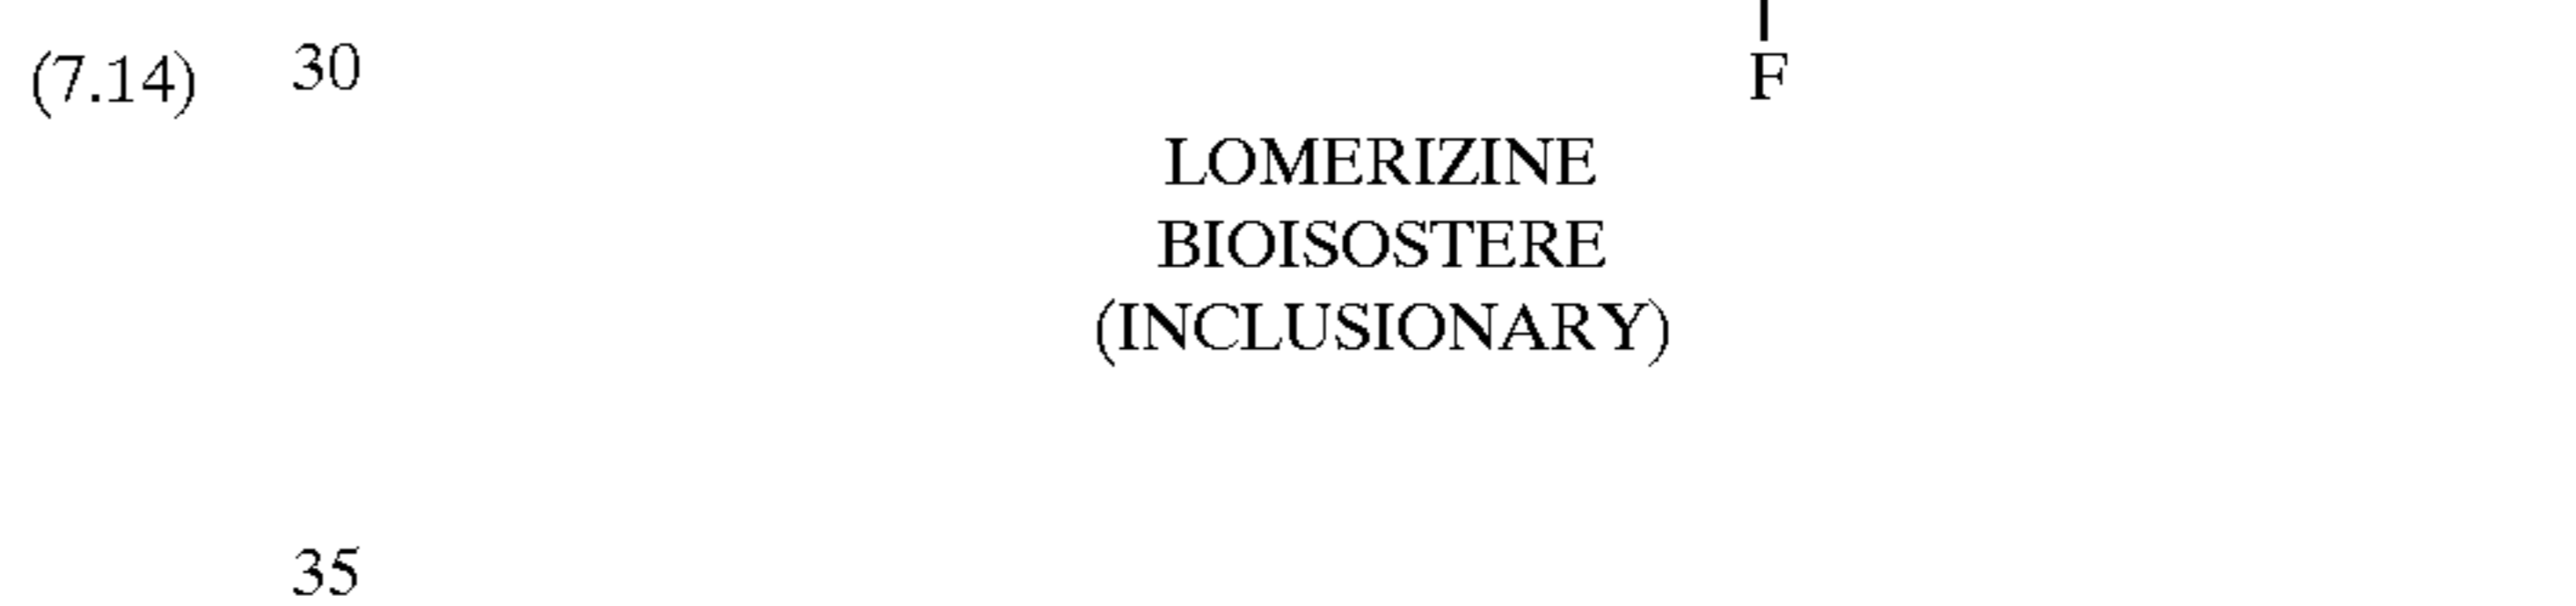 (7.14) 30
F
LOMERIZINE
BIOISOSTERE
(INCLUSIONARY)
35